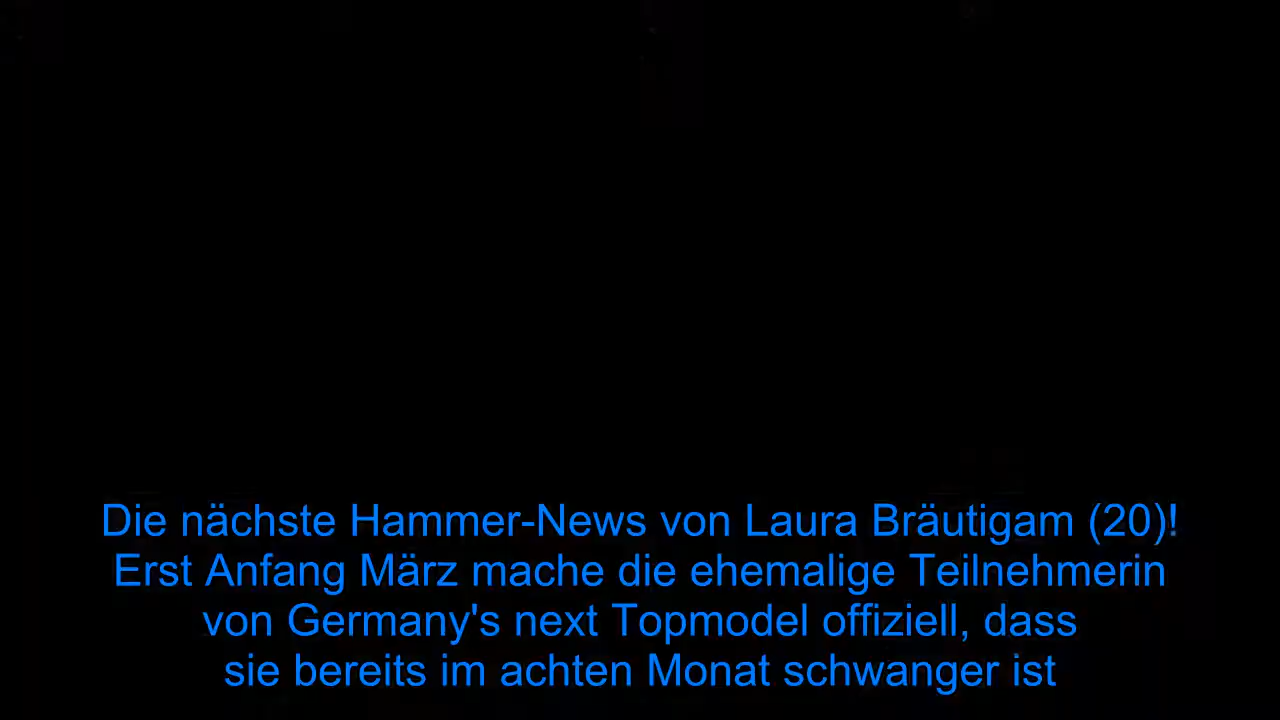 Die nächste Hammer-News von Laura Bräutigam (20)!
Erst Anfang März mache die ehemalige Teilnehmerin
von Germany's next Topmodel offiziell, dass
sie bereits im achten Monat schwanger ist